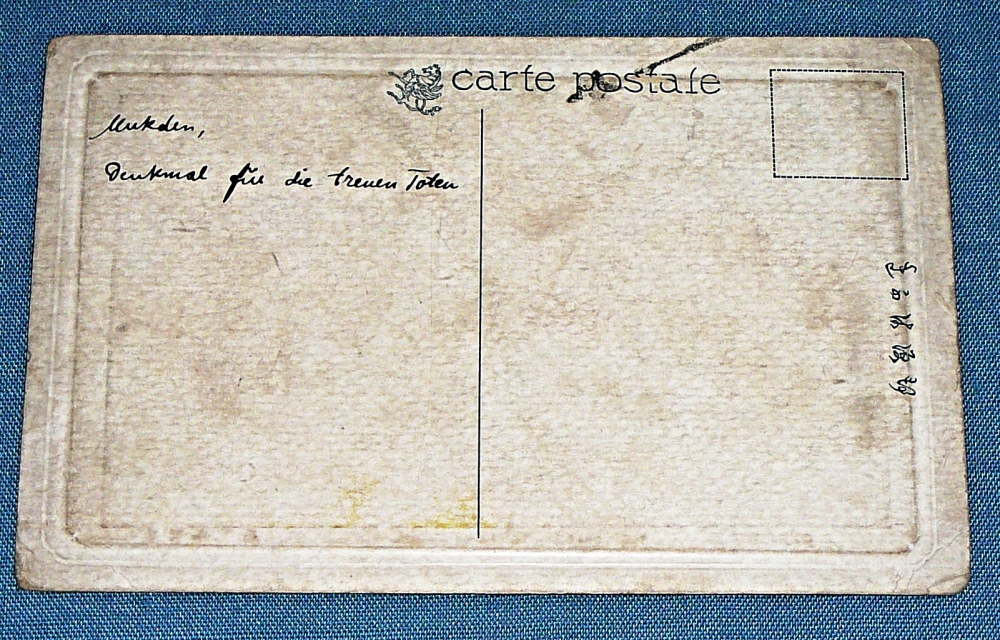 carte postale
Mukden,
Denkmal für die treuen Toten